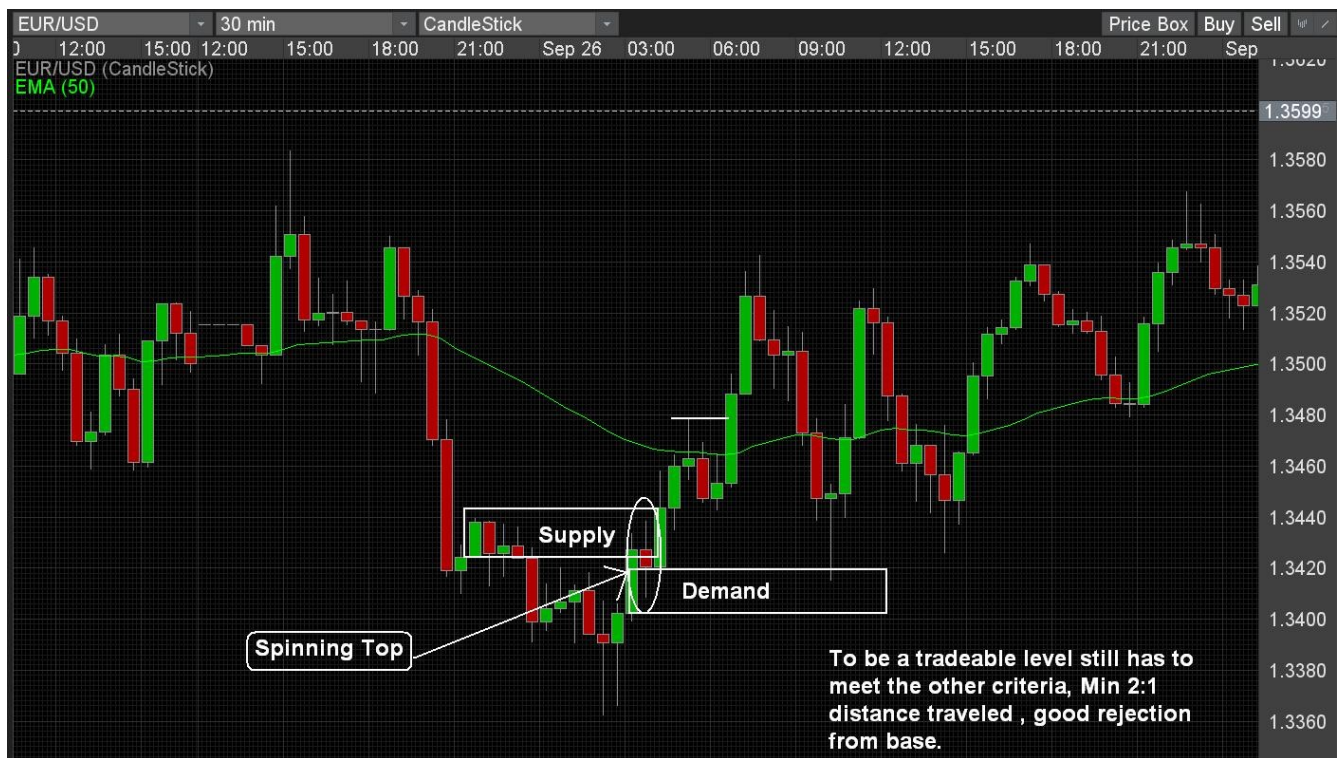 EUR/USD 30 min CandleStick Price Box Buy Sell
0 12:00 15:00 12:00 15:00 18:00 21:00 Sep 26 03:00 06:00 09:00 12:00 15:00 18:00 21:00 Sep
EUR/USD (CandleStick)
EMA (50)
1.3620
1.3599
1.3580
1.3560
1.3540
1.3520
1.3500
1.3480
1.3460
1.3440
Supply
1.3420
Demand
1.3400
Spinning Top
To be a tradeable level still has to
1.3380
meet the other criteria, Min 2:1
distance traveled , good rejection
1.3360
from base.